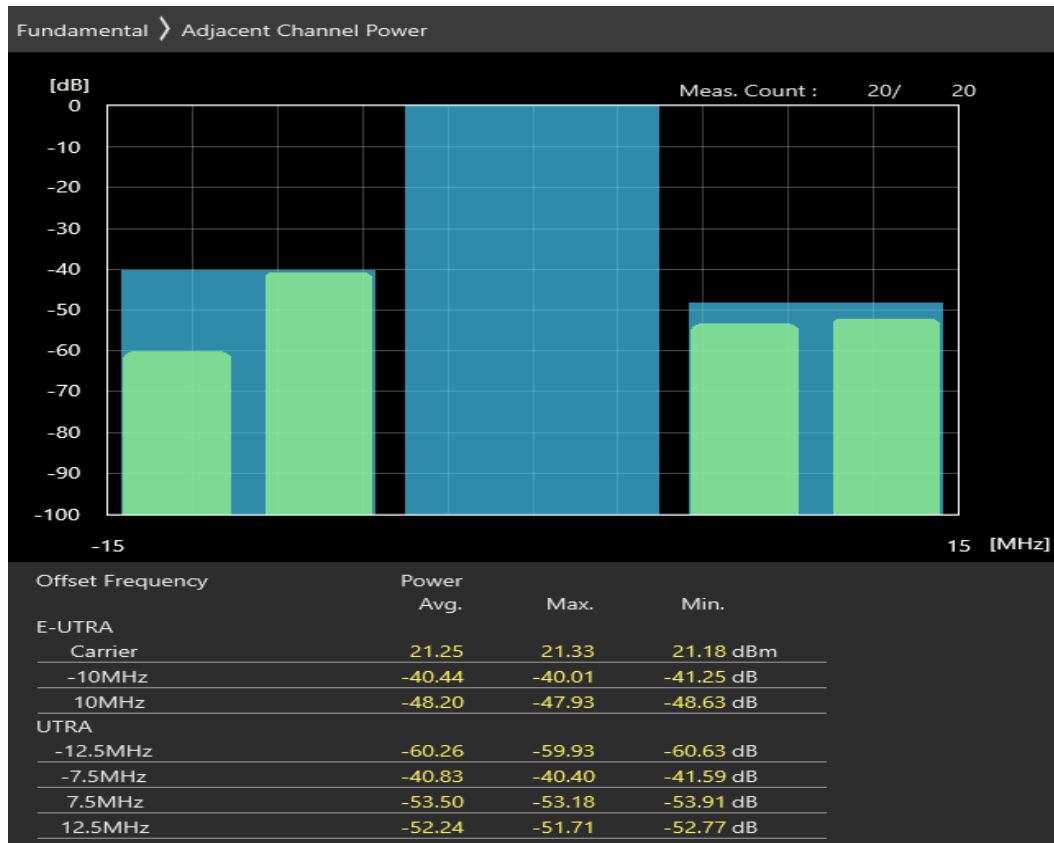 Fundamental 〉 Adjacent Channel Power
[dB]
Meas. Count : 20/ 20
0
-10
-20
-30
-40
-50
-60
-70
-80
-90
-100
-15 15 [MHz]
Offset Frequency Power
Avg. Max. Min.
E-UTRA
Carrier 21.25 21.33 21.18 dBm
-10MHz -40.44 -40.01 -41.25 dB
10MHz -48.20 -47.93 -48.63 dB
UTRA
-12.5MHz -60.26 -59.93 -60.63 dB
-7.5MHz -40.83 -40.40 -41.59 dB
7.5MHz -53.50 -53.18 -53.91 dB
12.5MHz -52.24 -51.71 -52.77 dB